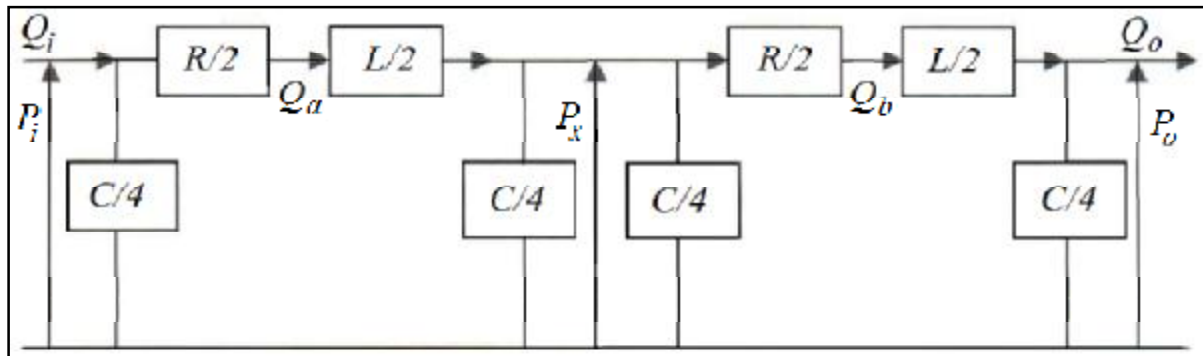 Q_i
R/2
L/2
R/2
L/2
Q_o
Q_a
Q_b
P_i
P_x
P_o
C/4
C/4
C/4
C/4